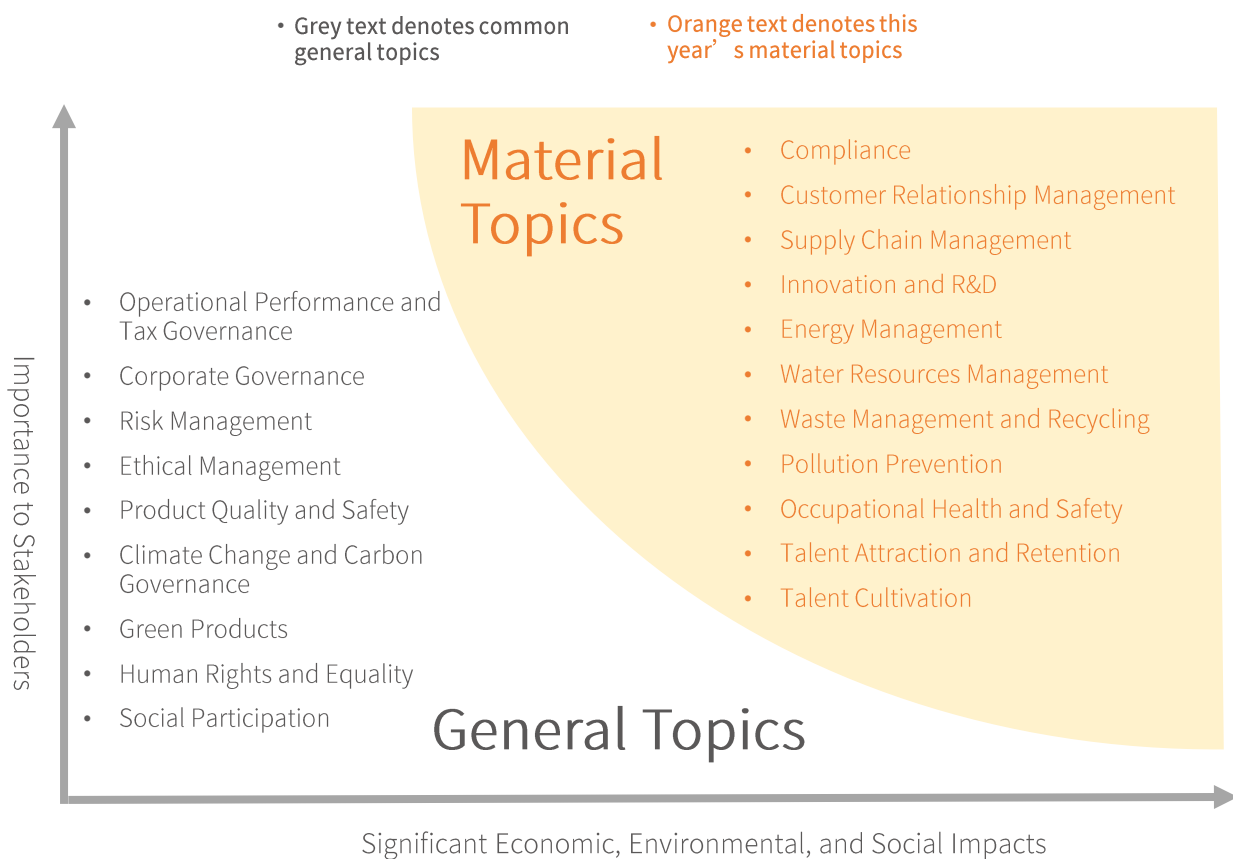 • Grey text denotes common
general topics
• Orange text denotes this
year’ s material topics
Material
Topics
• Compliance
• Customer Relationship Management
• Supply Chain Management
• Innovation and R&D
• Energy Management
• Water Resources Management
• Waste Management and Recycling
• Pollution Prevention
• Occupational Health and Safety
• Talent Attraction and Retention
• Talent Cultivation
• Operational Performance and
Tax Governance
• Corporate Governance
• Risk Management
• Ethical Management
• Product Quality and Safety
• Climate Change and Carbon
Governance
• Green Products
• Human Rights and Equality
• Social Participation
General Topics
Importance to Stakeholders
Significant Economic, Environmental, and Social Impacts